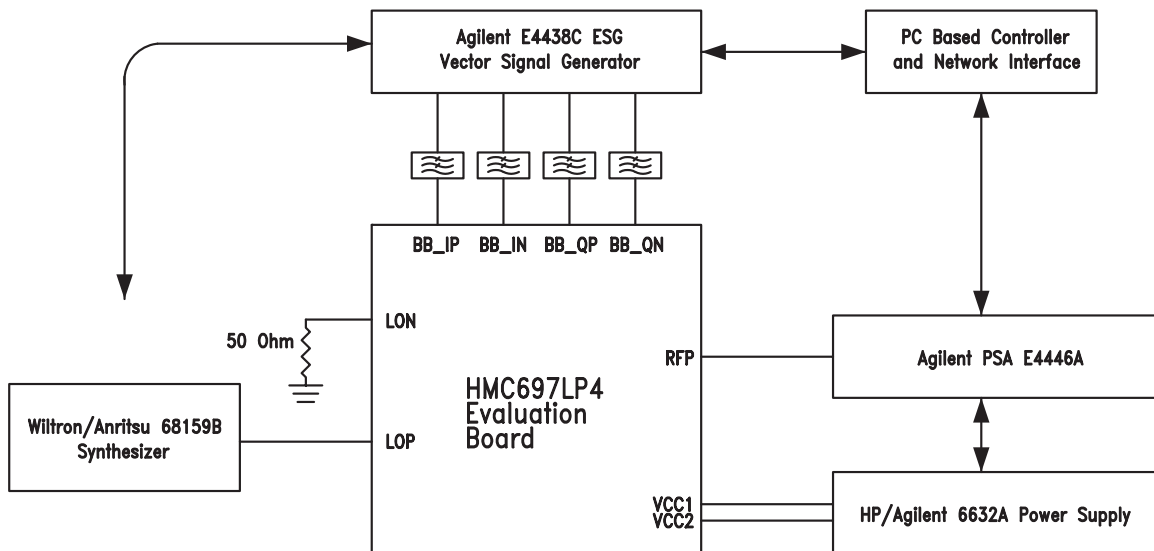 Agilent E4438C ESG
Vector Signal Generator
PC Based Controller
and Network Interface
BB_IP BB_IN BB_QP BB_QN
LON
50 Ohm
RFP
Agilent PSA E4446A
HMC697LP4
Evaluation
Board
Wiltron/Anritsu 68159B
Synthesizer
LOP
VCC1
VCC2
HP/Agilent 6632A Power Supply